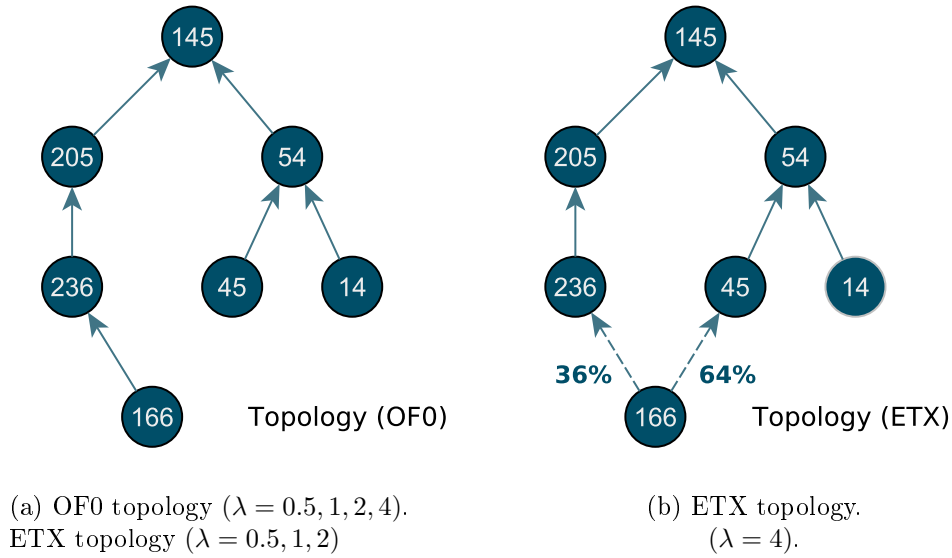 145
205
54
236
45
14
166
Topology (OF0)
145
205
54
236
45
14
36%
64%
166
Topology (ETX)
(a) OF0 topology (λ = 0.5, 1, 2, 4).
ETX topology (λ = 0.5, 1, 2)
(b) ETX topology.
(λ = 4).